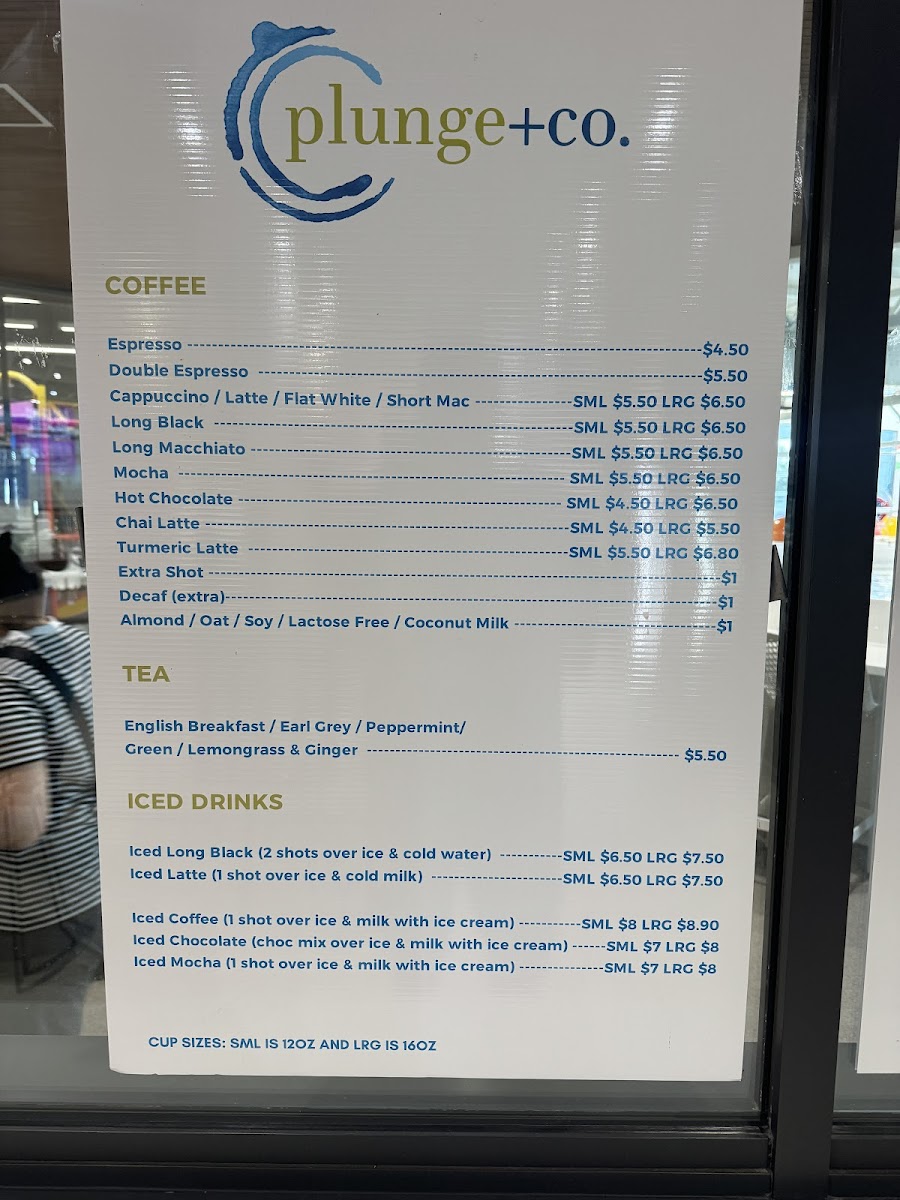 plunge+co.
COFFEE
Espresso ---------- $4.50
Double Espresso ---------- $5.50
Cappuccino / Latte / Flat White / Short Mac ---------- SML $5.50 LRG $6.50
Long Black ---------- SML $5.50 LRG $6.50
Long Macchiato ---------- SML $5.50 LRG $6.50
Mocha ---------- SML $5.50 LRG $6.50
Hot Chocolate ---------- SML $4.50 LRG $6.50
Chai Latte ---------- SML $4.50 LRG $5.50
Turmeric Latte ---------- SML $5.50 LRG $6.80
Extra Shot ---------- $1
Decaf (extra) ---------- $1
Almond / Oat / Soy / Lactose Free / Coconut Milk ---------- $1
TEA
English Breakfast / Earl Grey / Peppermint/
Green / Lemongrass & Ginger ---------- $5.50
ICED DRINKS
Iced Long Black (2 shots over ice & cold water) ---------- SML $6.50 LRG $7.50
Iced Latte (1 shot over ice & cold milk) ---------- SML $6.50 LRG $7.50
Iced Coffee (1 shot over ice & milk with ice cream) ---------- SML $8 LRG $8.90
Iced Chocolate (choc mix over ice & milk with ice cream) ------ SML $7 LRG $8
Iced Mocha (1 shot over ice & milk with ice cream) ---------- SML $7 LRG $8
CUP SIZES: SML IS 12OZ AND LRG IS 16OZ